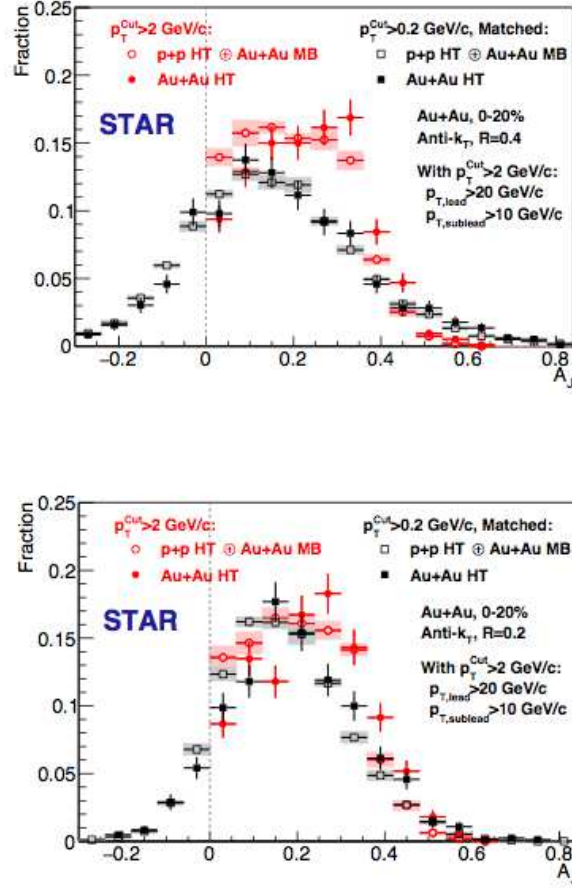 Fraction
p_T^Cut>2 GeV/c:
p+p HT ⊕ Au+Au MB
Au+Au HT
p_T^Cut>0.2 GeV/c, Matched:
p+p HT ⊕ Au+Au MB
Au+Au HT
STAR
Au+Au, 0-20%
Anti-k_T, R=0.4
With p_T^Cut>2 GeV/c:
p_T,lead>20 GeV/c
p_T,sublead>10 GeV/c
0.25
0.2
0.15
0.1
0.05
0
−0.2 0 0.2 0.4 0.6 0.8
A_J
Fraction
p_T^Cut>2 GeV/c:
p+p HT ⊕ Au+Au MB
Au+Au HT
p_T^Cut>0.2 GeV/c, Matched:
p+p HT ⊕ Au+Au MB
Au+Au HT
STAR
Au+Au, 0-20%
Anti-k_T, R=0.2
With p_T^Cut>2 GeV/c:
p_T,lead>20 GeV/c
p_T,sublead>10 GeV/c
0.25
0.2
0.15
0.1
0.05
0
−0.2 0 0.2 0.4 0.6 0.8
A